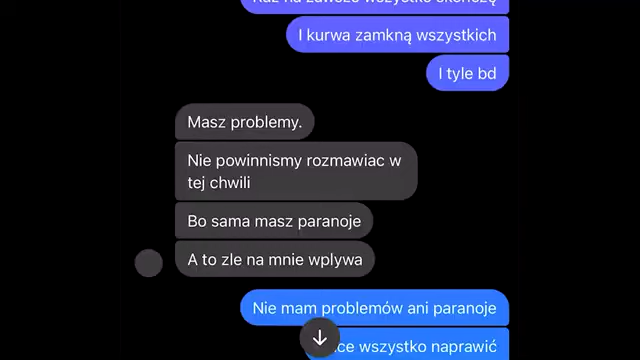 I kurwa zamkną wszystkich
I tyle bd
Masz problemy.
Nie powinnismy rozmawiac w
tej chwili
Bo sama masz paranoje
A to zle na mnie wplywa
Nie mam problemów ani paranoje
wszystko naprawić